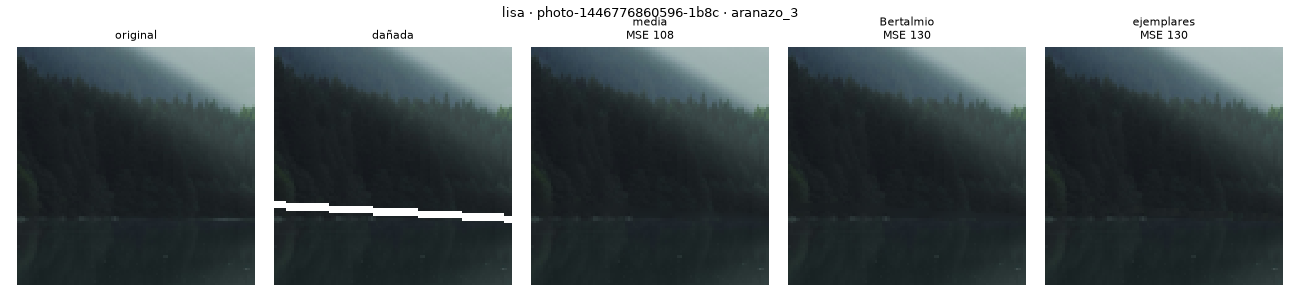 lisa · photo-1446776860596-1b8c · aranazo_3
original
dañada
media
MSE 108
Bertalmio
MSE 130
ejemplares
MSE 130